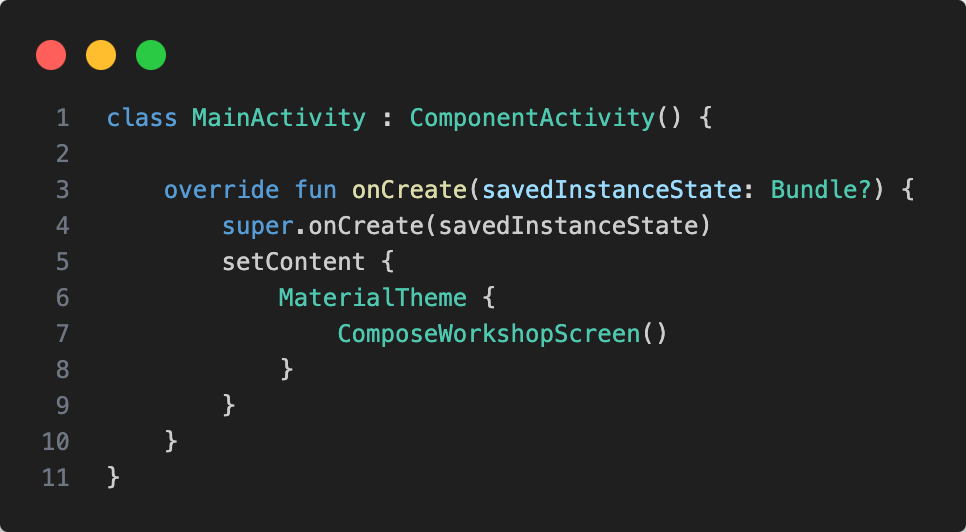 1 class MainActivity : ComponentActivity() {
2
3     override fun onCreate(savedInstanceState: Bundle?) {
4         super.onCreate(savedInstanceState)
5         setContent {
6             MaterialTheme {
7                 ComposeWorkshopScreen()
8             }
9         }
10     }
11 }